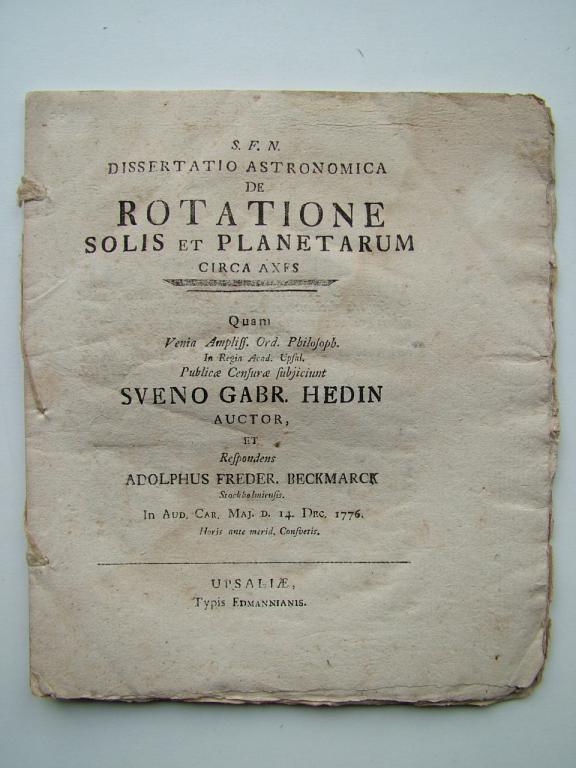 S. F. N.
DISSERTATIO ASTRONOMICA
DE
ROTATIONE
SOLIS ET PLANETARUM
CIRCA AXES
Quam
Venia Ampliſſ. Ord. Philoſoph.
In Regia Acad. Upſal.
Publicæ Cenſuræ ſubjiciunt
SVENO GABR. HEDIN
AUCTOR,
ET
Reſpondens
ADOLPHUS FREDER. BECKMARCK
Stockholmienſis.
In Aud. Car. Maj. d. 14. Dec. 1776.
Horis ante merid. Conſvetis.
UPSALIÆ,
Typis Edmannianis.